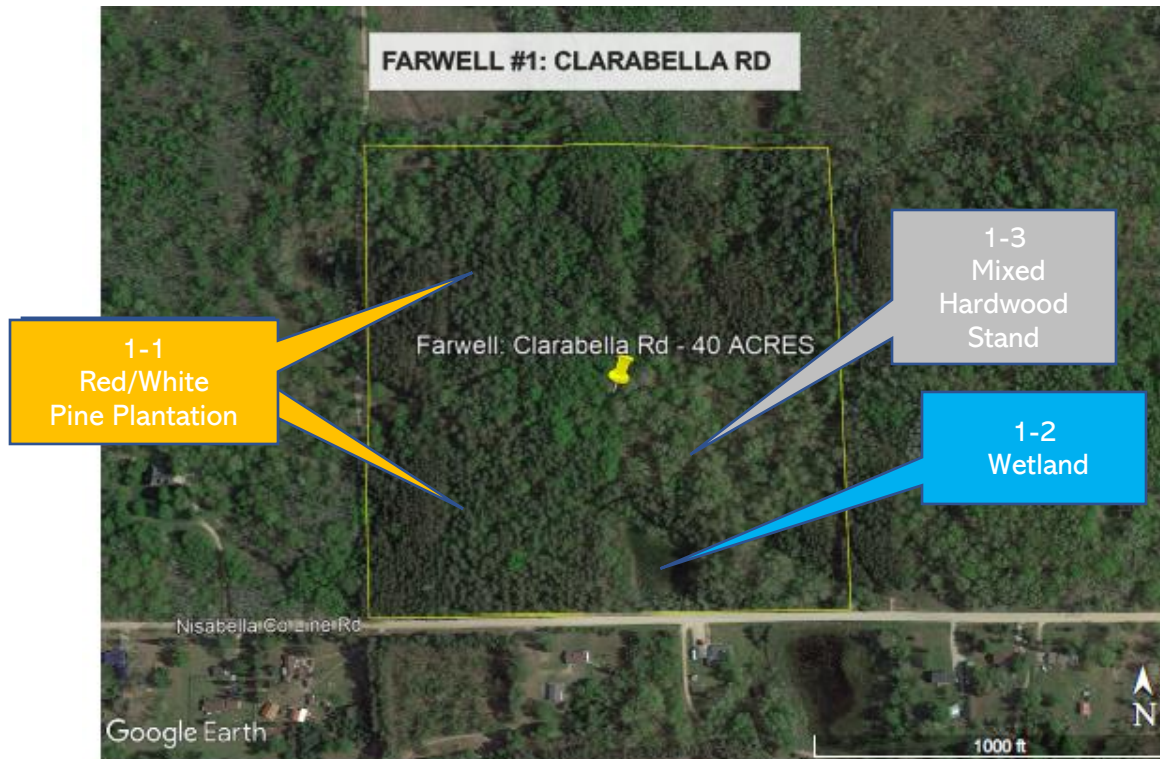 FARWELL #1: CLARABELLA RD
1-3
Mixed
Hardwood
Stand
1-1
Red/White
Pine Plantation
Farwell: Clarabella Rd - 40 ACRES
1-2
Wetland
Nisabella Co Line Rd
Google Earth
1000 ft
N